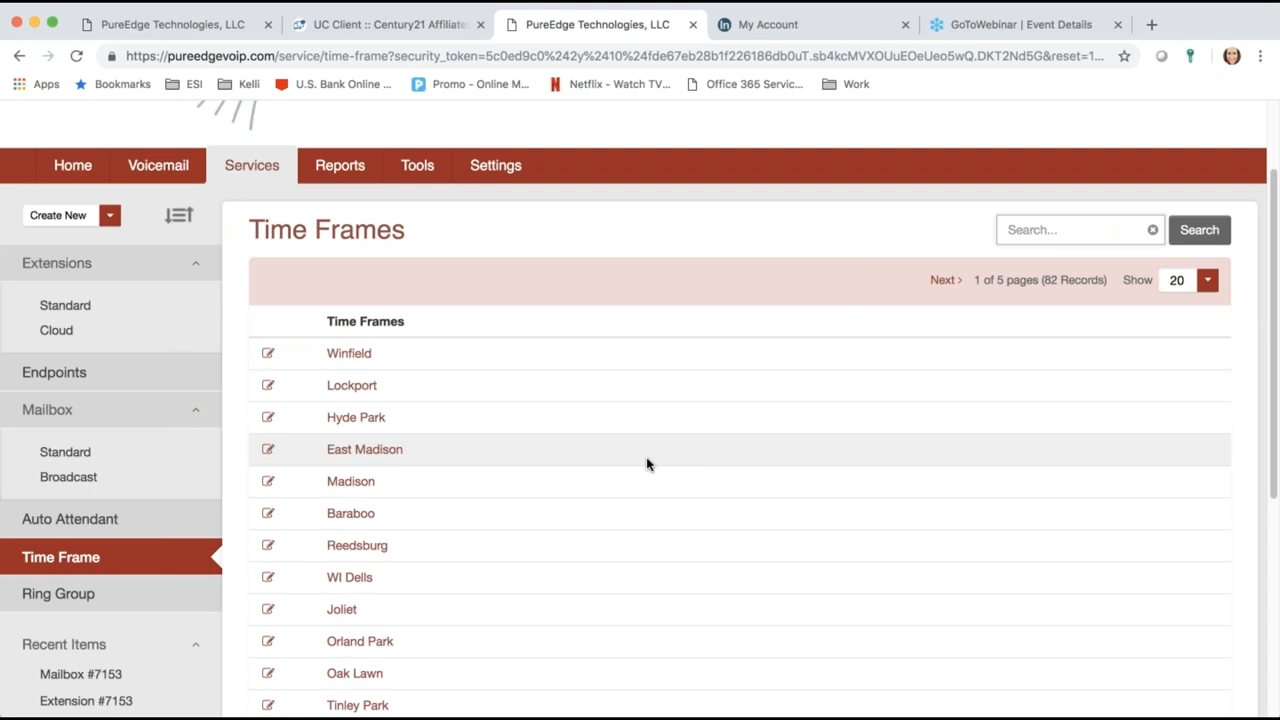 PureEdge Technologies, LLC
UC Client :: Century21 Affiliate
PureEdge Technologies, LLC
My Account
GoToWebinar | Event Details
https://pureedgevoip.com/service/time-frame?security_token=5c0ed9c0%242y%2410%24fde67eb28b1f226186db0uT.sb4kcMVXOUuEOeUeo5wQ.DKT2Nd5G&reset=1...
Apps
Bookmarks
ESI
Kelli
U.S. Bank Online ...
Promo - Online M...
Netflix - Watch TV...
Office 365 Servic...
Work
Home
Voicemail
Services
Reports
Tools
Settings
Create New
Extensions
Standard
Cloud
Endpoints
Mailbox
Standard
Broadcast
Auto Attendant
Time Frame
Ring Group
Recent Items
Mailbox #7153
Extension #7153
Time Frames
Search...
Search
Next > 1 of 5 pages (82 Records) Show 20
Time Frames
Winfield
Lockport
Hyde Park
East Madison
Madison
Baraboo
Reedsburg
WI Dells
Joliet
Orland Park
Oak Lawn
Tinley Park